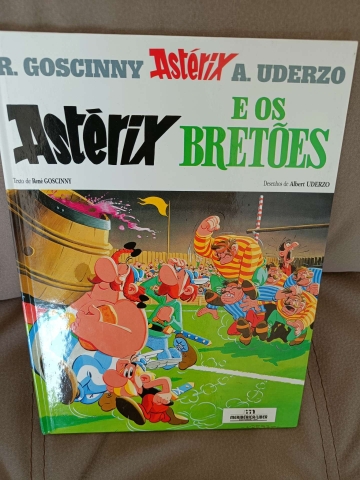 R. GOSCINNY Astérix A. UDERZO
Astérix
E OS
BRETÕES
Texto de René GOSCINNY
Desenhos de Albert UDERZO